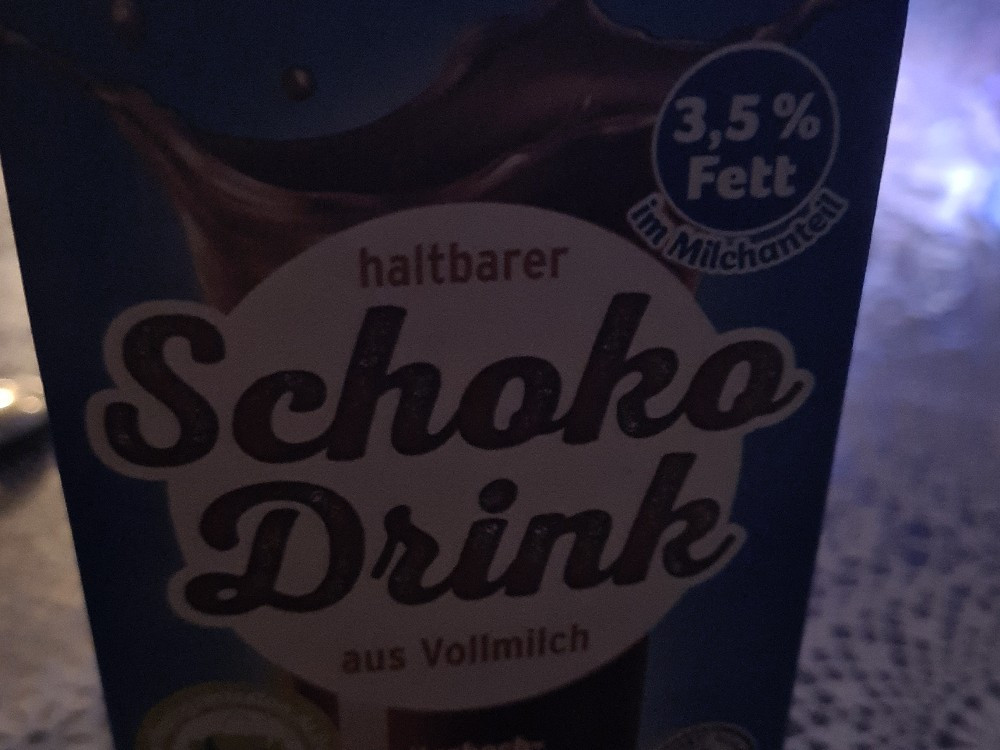 3,5 %
Fett
im Milchanteil
haltbarer
Schoko
Drink
aus Vollmilch